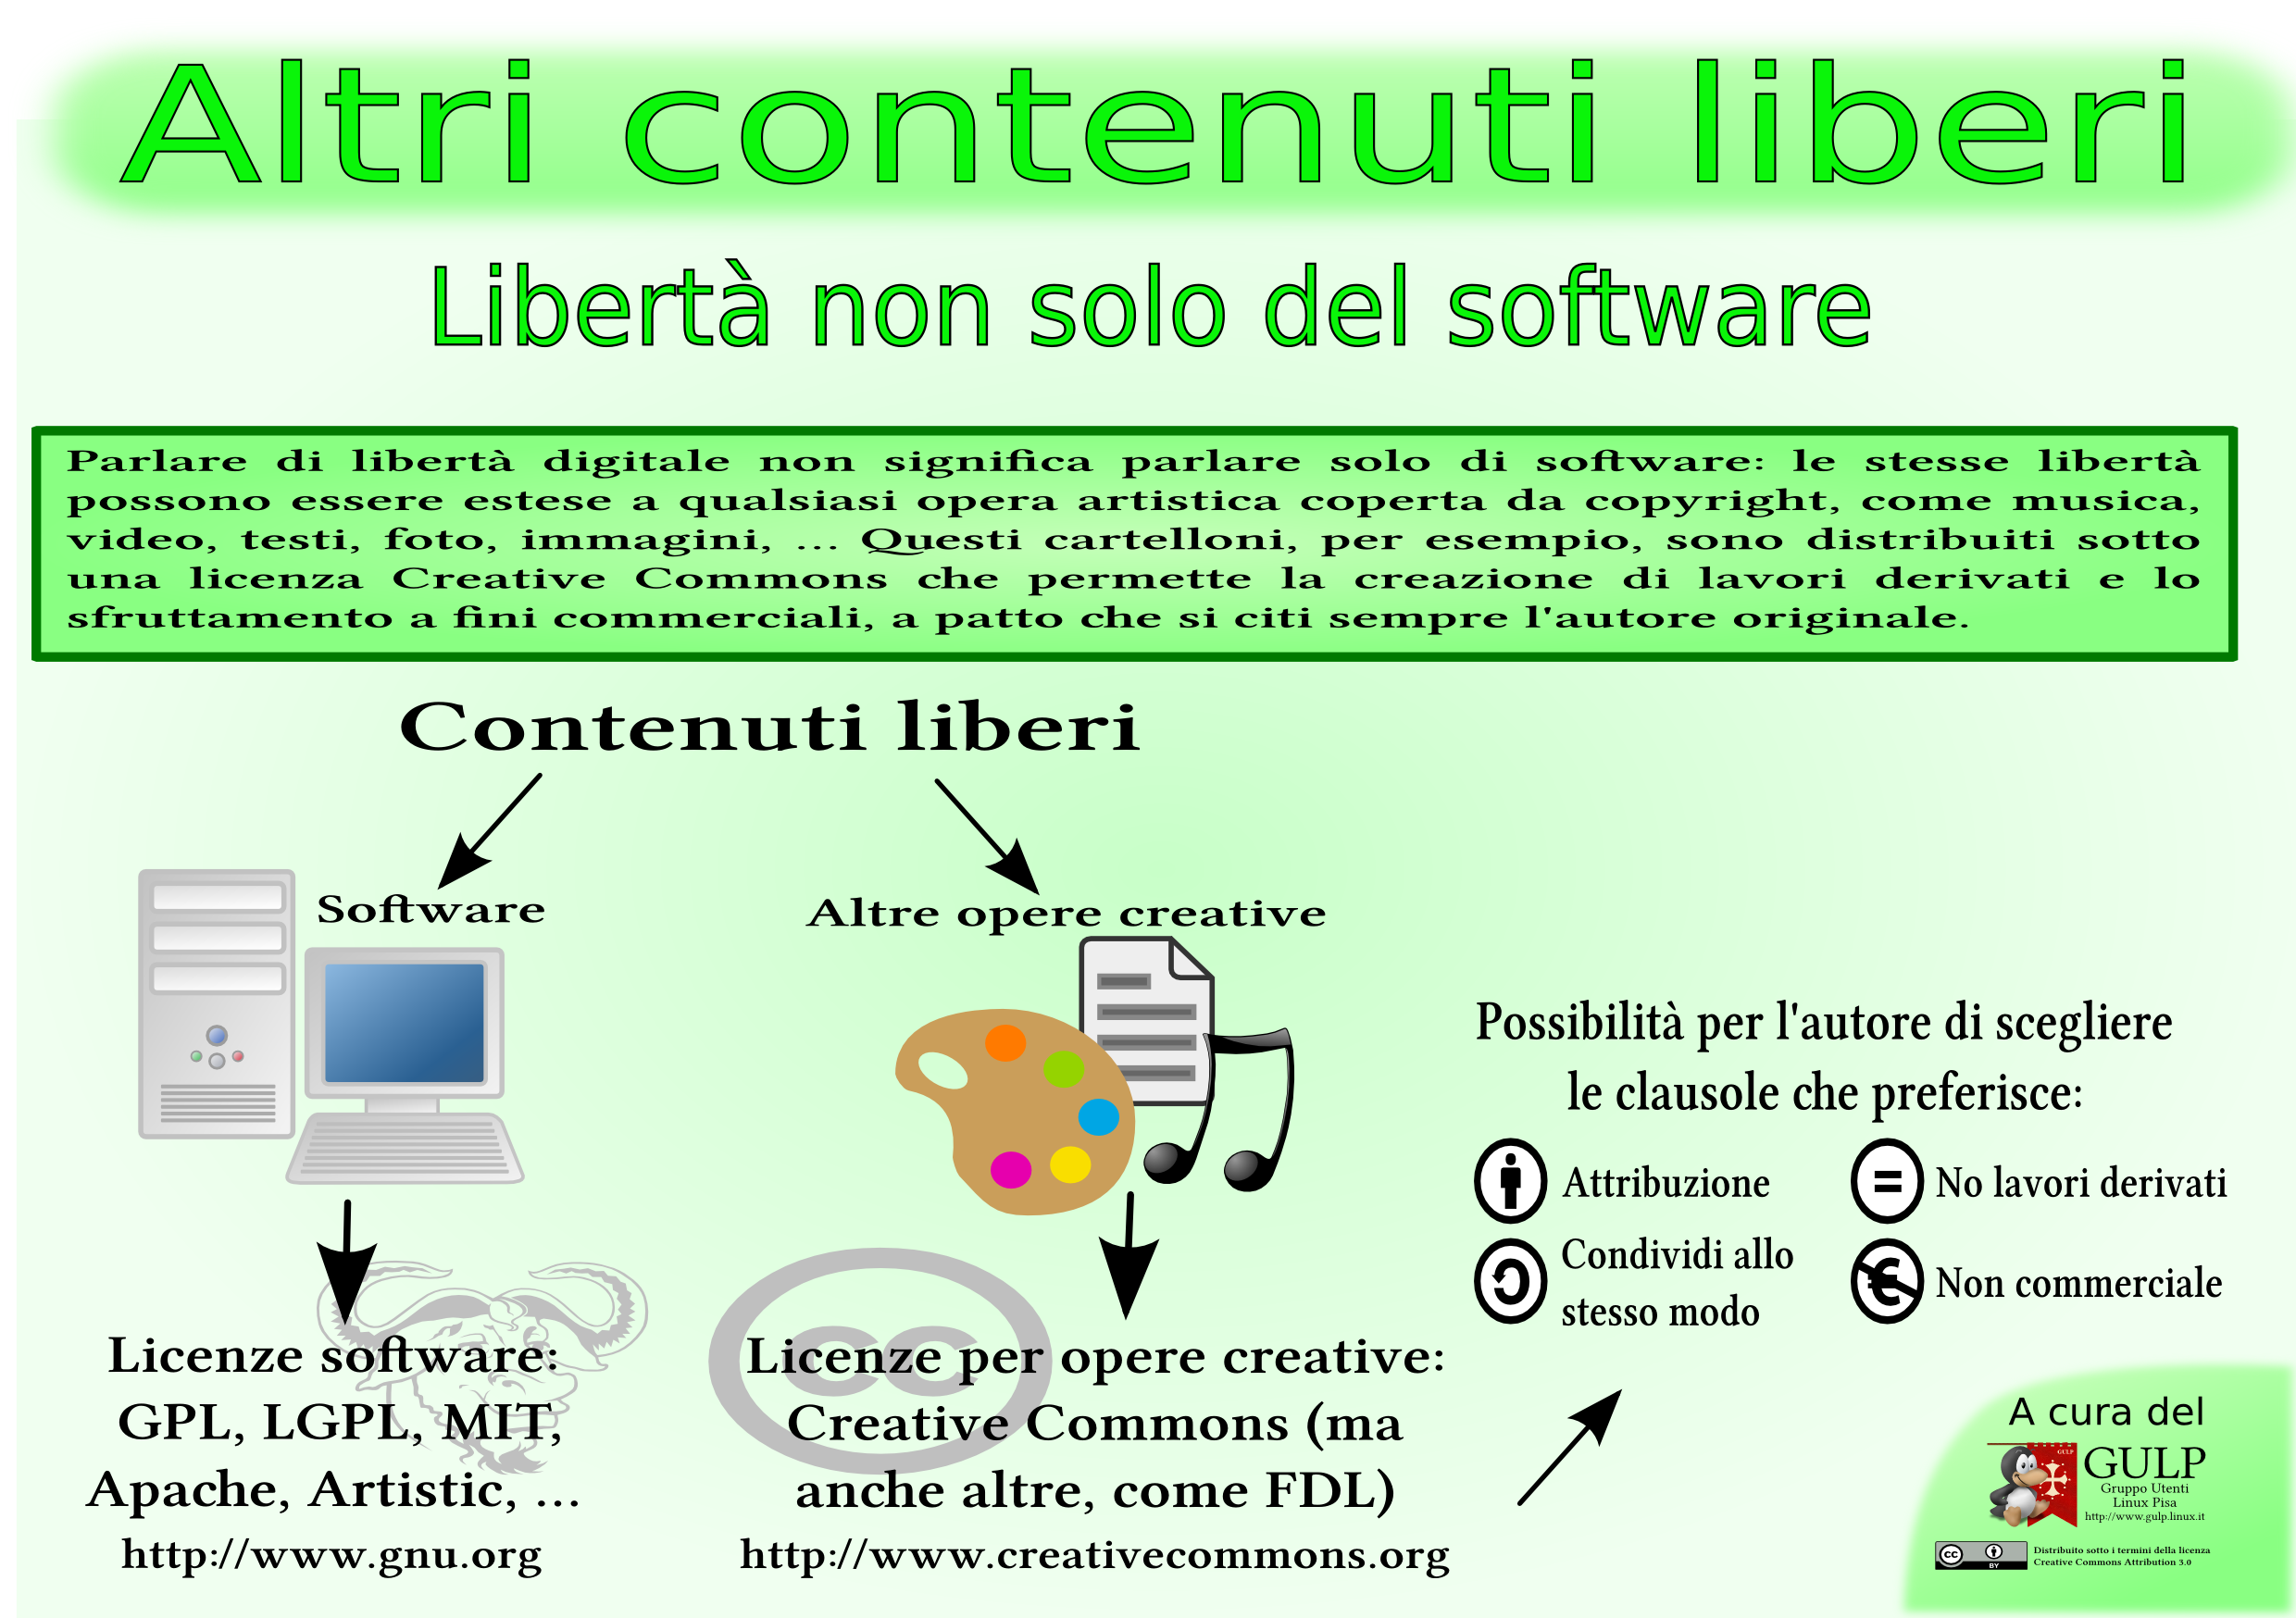 Altri contenuti liberi
Libertà non solo del software
Parlare di libertà digitale non significa parlare solo di software: le stesse libertà
possono essere estese a qualsiasi opera artistica coperta da copyright, come musica,
video, testi, foto, immagini, ... Questi cartelloni, per esempio, sono distribuiti sotto
una licenza Creative Commons che permette la creazione di lavori derivati e lo
sfruttamento a fini commerciali, a patto che si citi sempre l'autore originale.
Contenuti liberi
Software
Altre opere creative
Licenze software:
GPL, LGPL, MIT,
Apache, Artistic, ...
http://www.gnu.org
cc
Licenze per opere creative:
Creative Commons (ma
anche altre, come FDL)
http://www.creativecommons.org
Possibilità per l'autore di scegliere
le clausole che preferisce:
Attribuzione
= No lavori derivati
Condividi allo
stesso modo
€ Non commerciale
A cura del
GULP
GULP
Gruppo Utenti
Linux Pisa
http://www.gulp.linux.it
cc
BY
Distribuito sotto i termini della licenza
Creative Commons Attribution 3.0